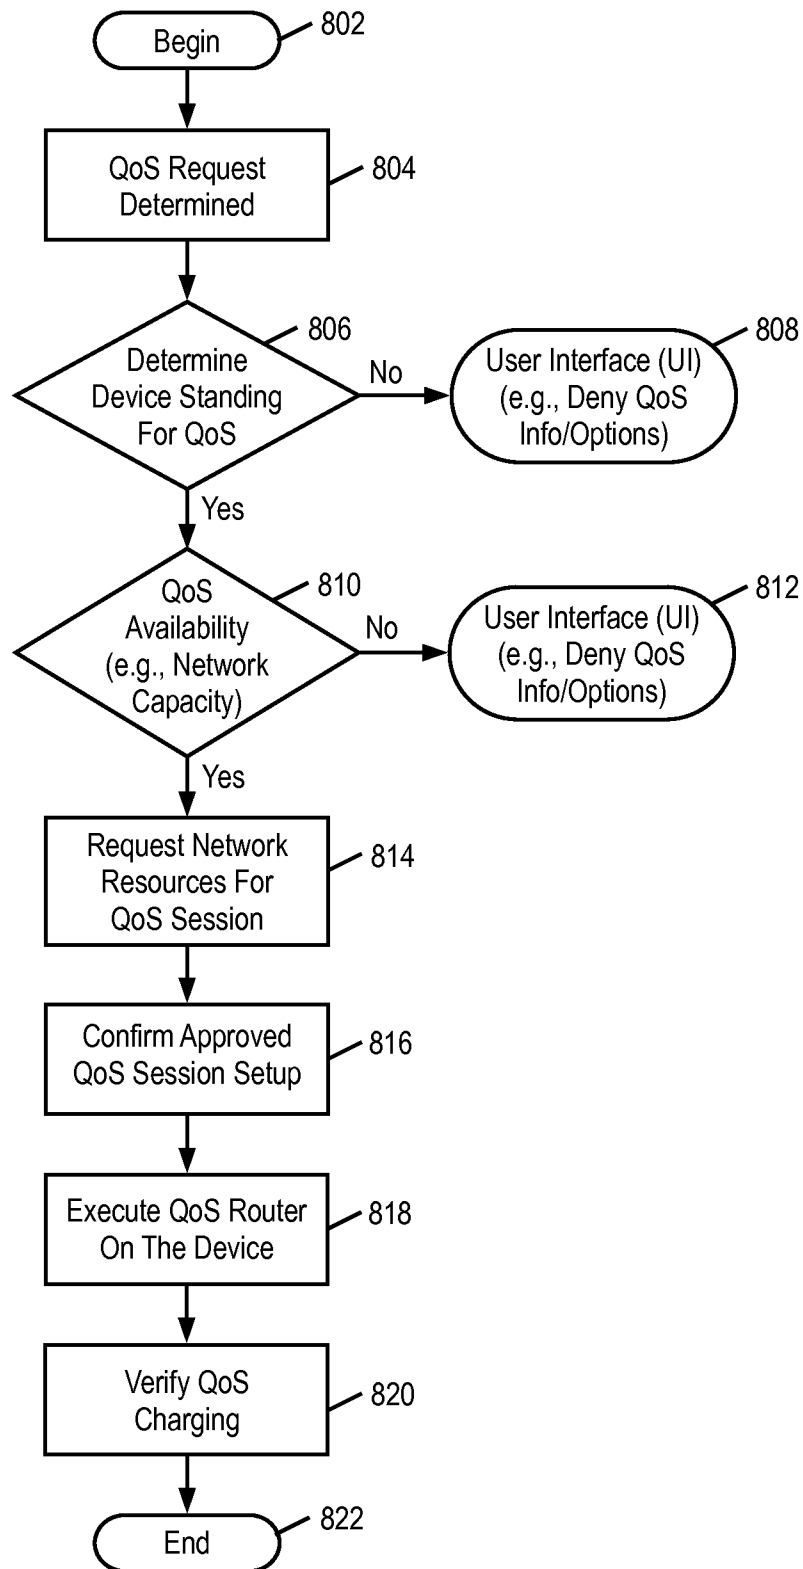 Begin
802
QoS Request
Determined
804
806
Determine
Device Standing
For QoS
No
User Interface (UI)
(e.g., Deny QoS
Info/Options)
808
Yes
QoS
Availability
(e.g., Network
Capacity)
810
No
User Interface (UI)
(e.g., Deny QoS
Info/Options)
812
Yes
Request Network
Resources For
QoS Session
814
Confirm Approved
QoS Session Setup
816
Execute QoS Router
On The Device
818
Verify QoS
Charging
820
End
822